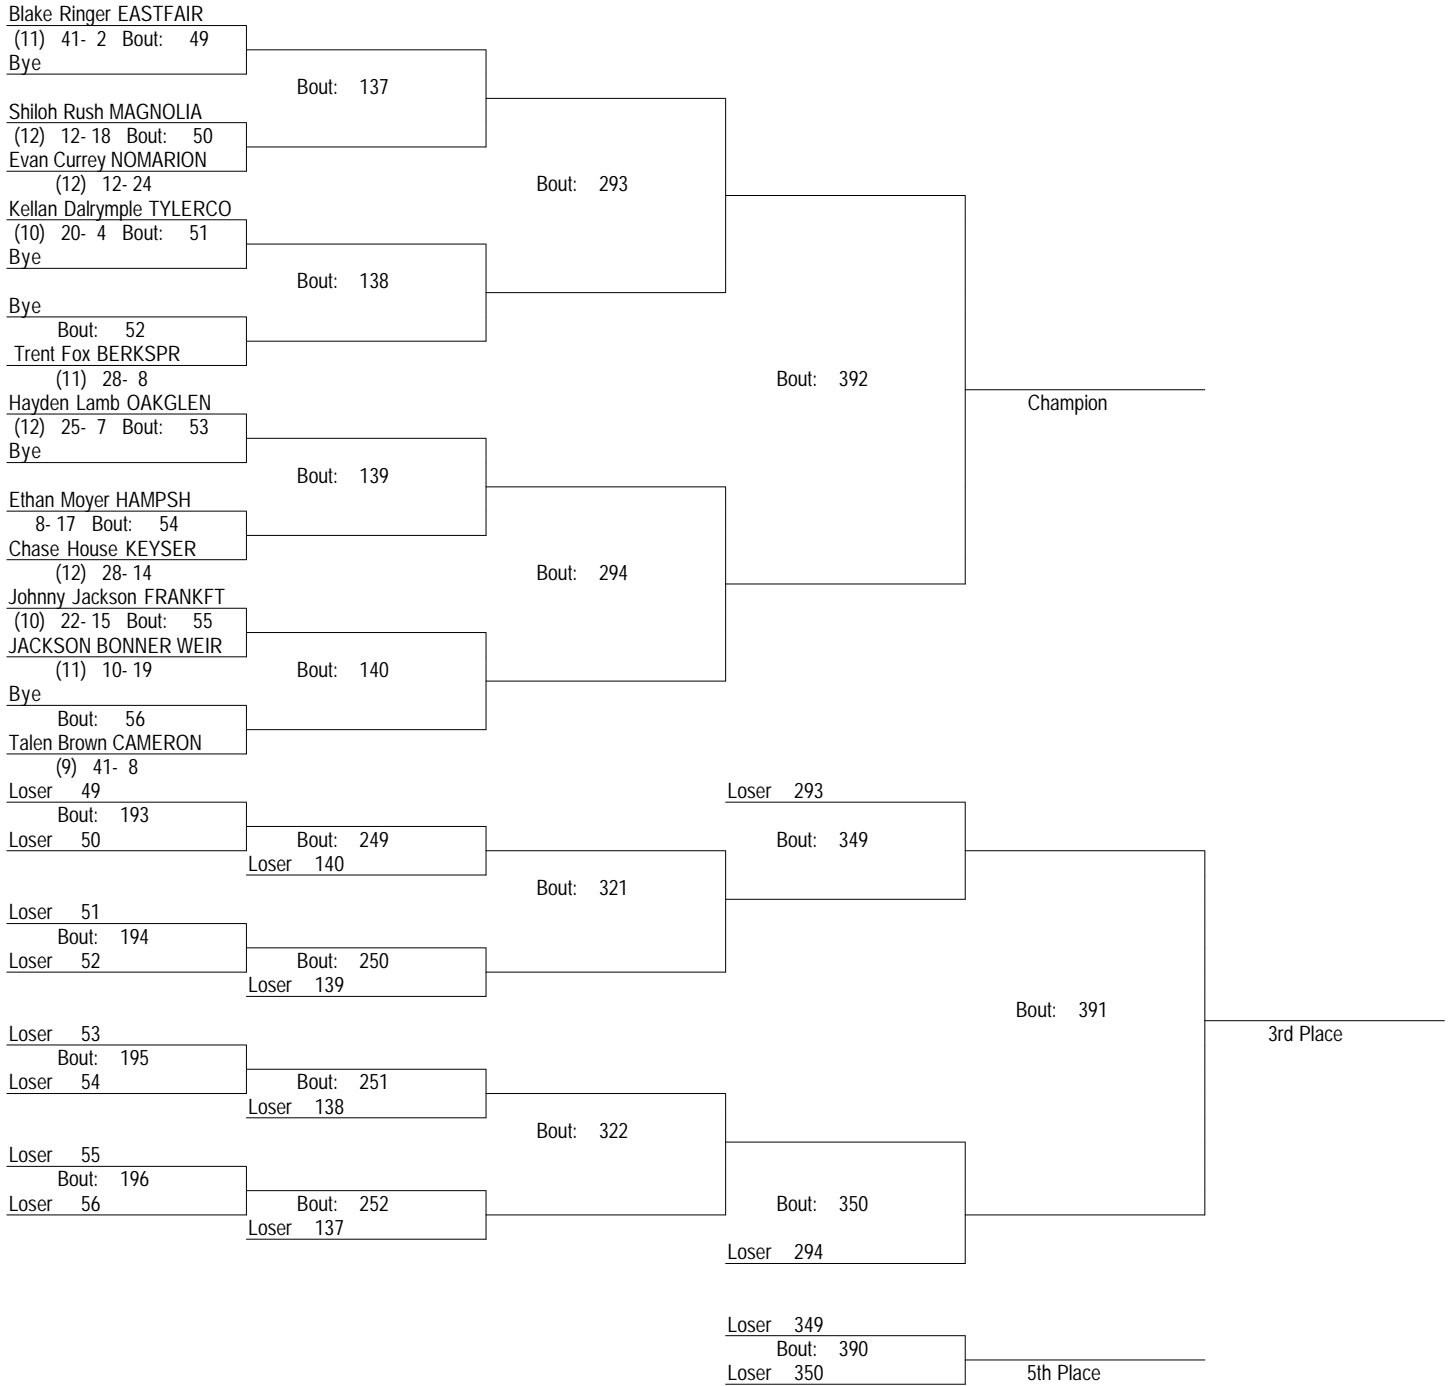 Blake Ringer EASTFAIR
(11) 41- 2 Bout: 49
Bye
Bout: 137
Shiloh Rush MAGNOLIA
(12) 12- 18 Bout: 50
Evan Currey NOMARION
(12) 12- 24
Bout: 293
Kellan Dalrymple TYLERCO
(10) 20- 4 Bout: 51
Bye
Bout: 138
Bye
Bout: 52
Trent Fox BERKSPR
(11) 28- 8
Bout: 392
Champion
Hayden Lamb OAKGLEN
(12) 25- 7 Bout: 53
Bye
Bout: 139
Ethan Moyer HAMPSH
8- 17 Bout: 54
Chase House KEYSER
(12) 28- 14
Bout: 294
Johnny Jackson FRANKFT
(10) 22- 15 Bout: 55
JACKSON BONNER WEIR
(11) 10- 19
Bout: 140
Bye
Bout: 56
Talen Brown CAMERON
(9) 41- 8
Loser 49
Bout: 193
Loser 50
Bout: 249
Loser 140
Loser 293
Bout: 349
Bout: 321
Loser 51
Bout: 194
Loser 52
Bout: 250
Loser 139
Bout: 391
3rd Place
Loser 53
Bout: 195
Loser 54
Bout: 251
Loser 138
Bout: 322
Loser 55
Bout: 196
Loser 56
Bout: 252
Loser 137
Bout: 350
Loser 294
Loser 349
Bout: 390
Loser 350
5th Place